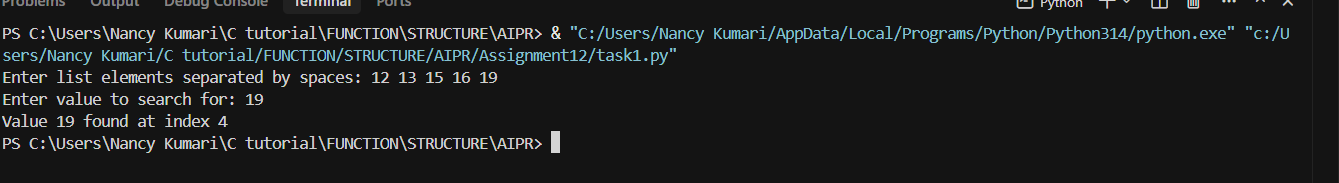 Problems Output Debug Console Terminal Ports Python
PS C:\Users\Nancy Kumari\C tutorial\FUNCTION\STRUCTURE\AIPR> & "C:/Users/Nancy Kumari/AppData/Local/Programs/Python/Python314/python.exe" "c:/U
sers/Nancy Kumari/C tutorial/FUNCTION/STRUCTURE/AIPR/Assignment12/task1.py"
Enter list elements separated by spaces: 12 13 15 16 19
Enter value to search for: 19
Value 19 found at index 4
PS C:\Users\Nancy Kumari\C tutorial\FUNCTION\STRUCTURE\AIPR>